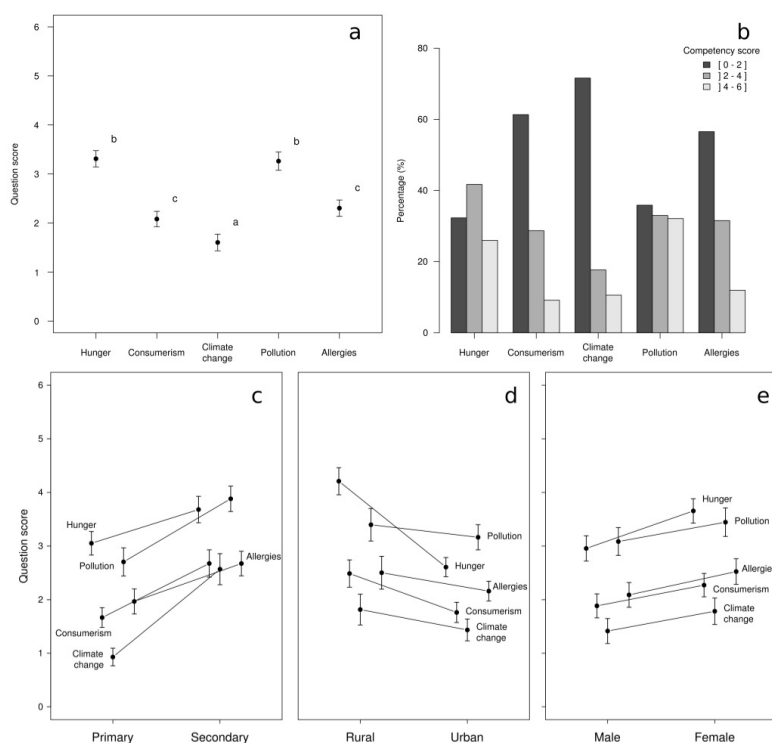 a
6
5
4
3
2
1
0
Question score
b
c
a
b
c
Hunger
Consumerism
Climate
change
Pollution
Allergies
b
Competency score
[ 0 - 2 ]
] 2 - 4 ]
] 4 - 6 ]
80
60
40
20
0
Percentage (%)
Hunger
Consumerism
Climate
change
Pollution
Allergies
c
6
5
4
3
2
1
0
Question score
Hunger
Pollution
Allergies
Consumerism
Climate
change
Primary
Secondary
d
Pollution
Hunger
Allergies
Consumerism
Climate
change
Rural
Urban
e
Hunger
Pollution
Allergies
Consumerism
Climate
change
Male
Female